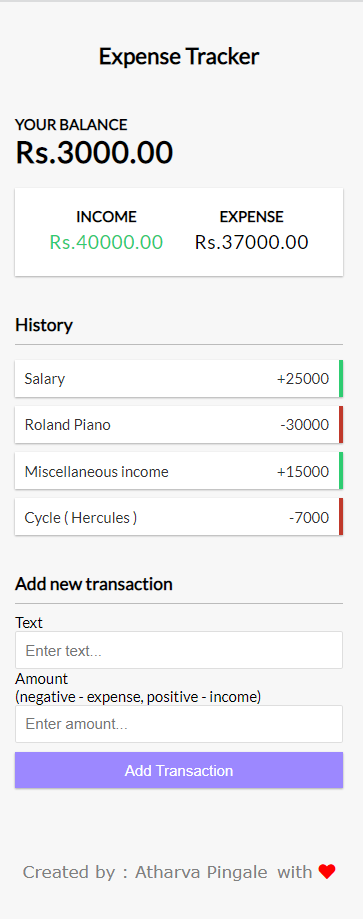 Expense Tracker
YOUR BALANCE
Rs.3000.00
INCOME EXPENSE
Rs.40000.00 Rs.37000.00
History
Salary +25000
Roland Piano -30000
Miscellaneous income +15000
Cycle ( Hercules ) -7000
Add new transaction
Text
Enter text...
Amount
(negative - expense, positive - income)
Enter amount...
Add Transaction
Created by : Atharva Pingale with ❤